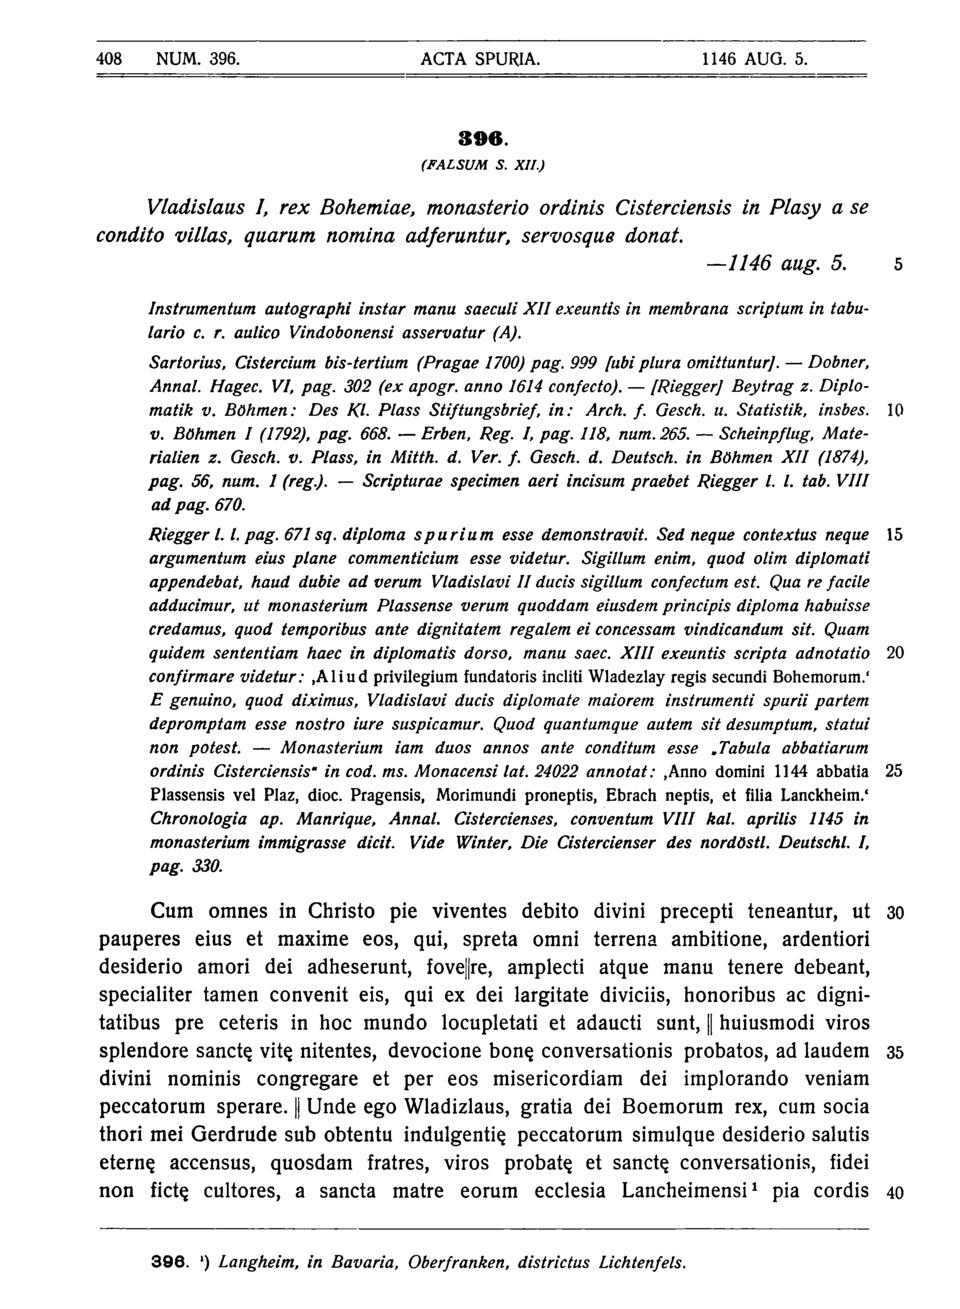 408 NUM. 396. ACTA SPURIA. 1146 AUG. 5.
396.
(FALSUM S. XII.)
Vladislaus I, rex Bohemiae, monasterio ordinis Cisterciensis in Plasy a se
condito villas, quarum nomina adferuntur, servosque donat.
—1146 aug. 5. 5
Instrumentum autographi instar manu saeculi XII exeuntis in membrana scriptum in tabu-
lario c. r. aulico Vindobonensi asservatur (A).
Sartorius, Cistercium bis-tertium (Pragae 1700) pag. 999 [ubi plura omittuntur]. — Dobner,
Annal. Hagec. VI, pag. 302 (ex apogr. anno 1614 confecto). — [Riegger] Beytrag z. Diplo-
matik v. Böhmen: Des Kl. Plass Stiftungsbrief, in: Arch. f. Gesch. u. Statistik, insbes. 10
v. Böhmen I (1792), pag. 668. — Erben, Reg. I, pag. 118, num. 265. — Scheinpflug, Mate-
rialien z. Gesch. v. Plass, in Mitth. d. Ver. f. Gesch. d. Deutsch. in Böhmen XII (1874),
pag. 56, num. 1 (reg.). — Scripturae specimen aeri incisum praebet Riegger l. l. tab. VIII
ad pag. 670.
Riegger l. l. pag. 671 sq. diploma spurium esse demonstravit. Sed neque contextus neque 15
argumentum eius plane commenticium esse videtur. Sigillum enim, quod olim diplomati
appendebat, haud dubie ad verum Vladislavi II ducis sigillum confectum est. Qua re facile
adducimur, ut monasterium Plassense verum quoddam eiusdem principis diploma habuisse
credamus, quod temporibus ante dignitatem regalem ei concessam vindicandum sit. Quam
quidem sententiam haec in diplomatis dorso, manu saec. XIII exeuntis scripta adnotatio 20
confirmare videtur: ‚Aliud privilegium fundatoris incliti Wladezlay regis secundi Bohemorum.‘
E genuino, quod diximus, Vladislavi ducis diplomate maiorem instrumenti spurii partem
depromptam esse nostro iure suspicamur. Quod quantumque autem sit desumptum, statui
non potest. — Monasterium iam duos annos ante conditum esse „Tabula abbatiarum
ordinis Cisterciensis“ in cod. ms. Monacensi lat. 24022 annotat: ‚Anno domini 1144 abbatia 25
Plassensis vel Plaz, dioc. Pragensis, Morimundi proneptis, Ebrach neptis, et filia Lanckheim.‘
Chronologia ap. Manrique, Annal. Cistercienses, conventum VIII kal. aprilis 1145 in
monasterium immigrasse dicit. Vide Winter, Die Cistercienser des nordöstl. Deutschl. I,
pag. 330.
Cum omnes in Christo pie viventes debito divini precepti teneantur, ut 30
pauperes eius et maxime eos, qui, spreta omni terrena ambitione, ardentiori
desiderio amori dei adheserunt, fove||re, amplecti atque manu tenere debeant,
specialiter tamen convenit eis, qui ex dei largitate diviciis, honoribus ac digni-
tatibus pre ceteris in hoc mundo locupletati et adaucti sunt, || huiusmodi viros
splendore sanctę vitę nitentes, devocione bonę conversationis probatos, ad laudem 35
divini nominis congregare et per eos misericordiam dei implorando veniam
peccatorum sperare. || Unde ego Wladizlaus, gratia dei Boemorum rex, cum socia
thori mei Gerdrude sub obtentu indulgentię peccatorum simulque desiderio salutis
eternę accensus, quosdam fratres, viros probatę et sanctę conversationis, fidei
non fictę cultores, a sancta matre eorum ecclesia Lancheimensi¹ pia cordis 40
396. ¹) Langheim, in Bavaria, Oberfranken, districtus Lichtenfels.